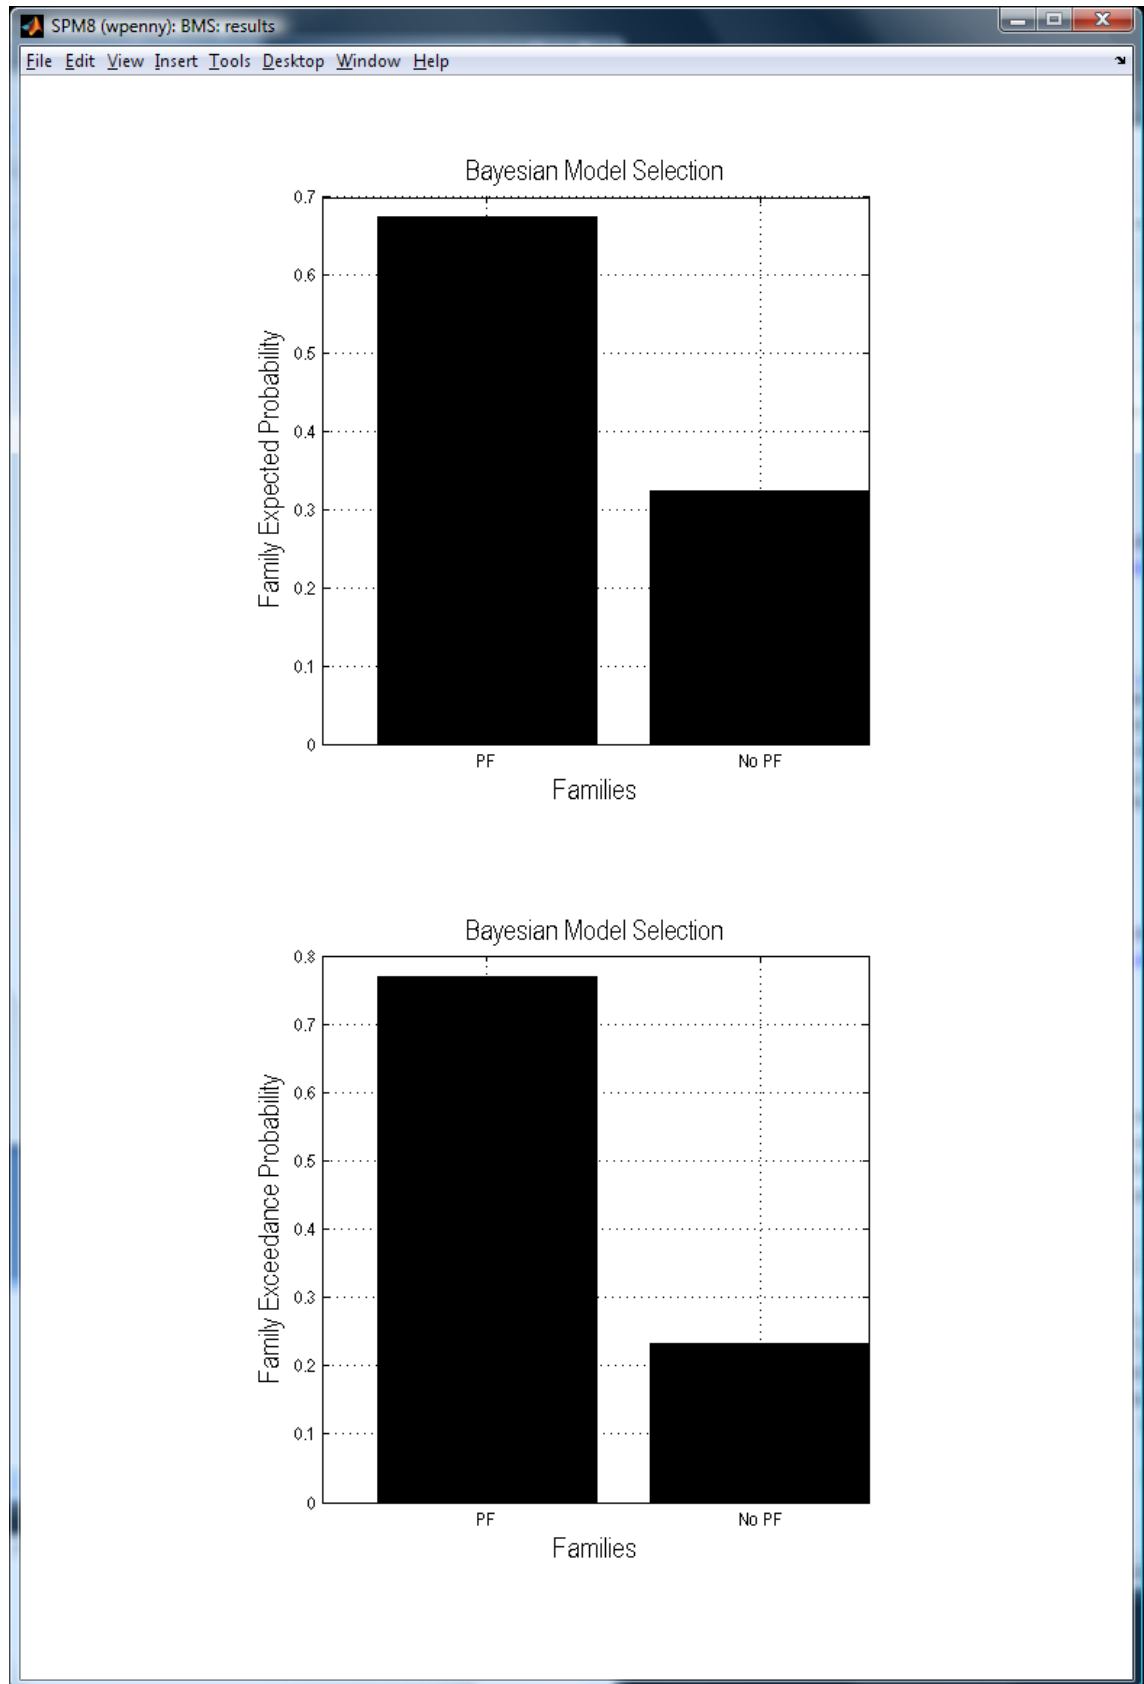 SPM8 (wpenny): BMS: results
File Edit View Insert Tools Desktop Window Help
Bayesian Model Selection
0.7
0.6
0.5
0.4
0.3
0.2
0.1
0
Family Expected Probability
PF No PF
Families
Bayesian Model Selection
0.8
0.7
0.6
0.5
0.4
0.3
0.2
0.1
0
Family Exceedance Probability
PF No PF
Families